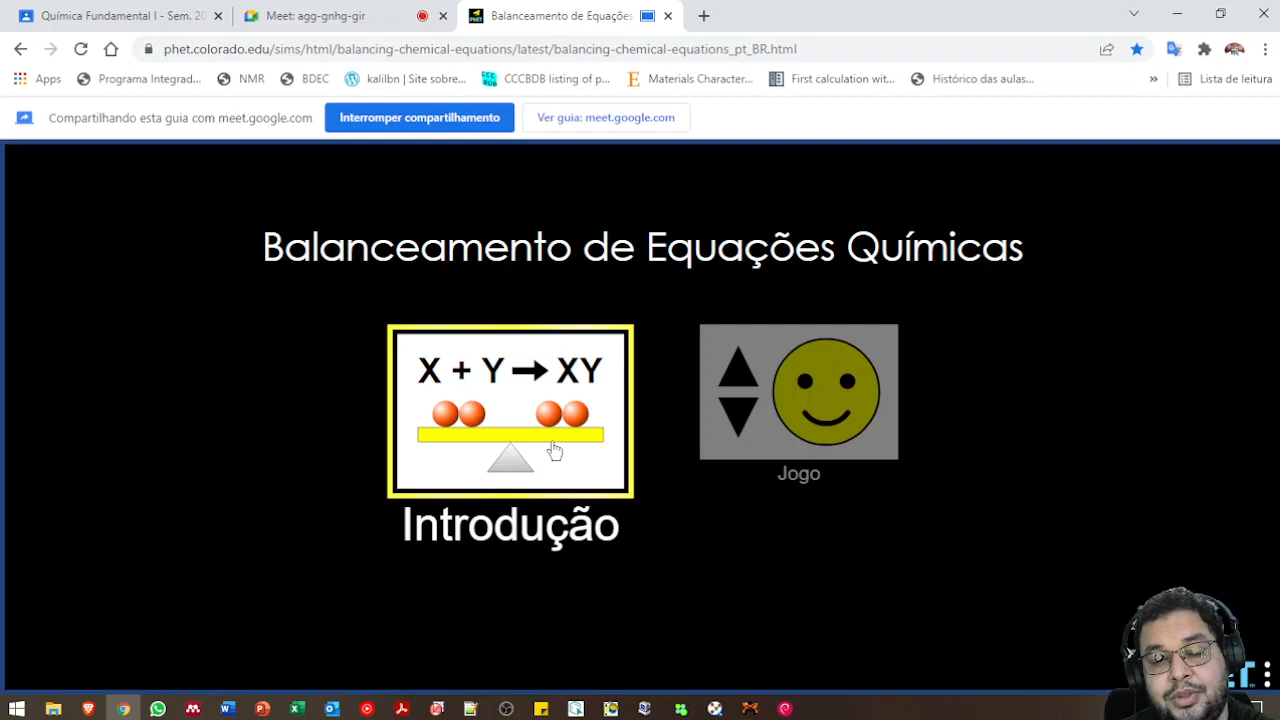 Química Fundamental I - Sem. 20
Meet: agg-gnhg-gir
Balanceamento de Equações
phet.colorado.edu/sims/html/balancing-chemical-equations/latest/balancing-chemical-equations_pt_BR.html
Apps
Programa Integrad...
NMR
BDEC
kalilbn | Site sobre...
CCCBDB listing of p...
Materials Character...
First calculation wit...
Histórico das aulas...
»
Lista de leitura
Compartilhando esta guia com meet.google.com
Interromper compartilhamento
Ver guia: meet.google.com
Balanceamento de Equações Químicas
X + Y → XY
Introdução
Jogo